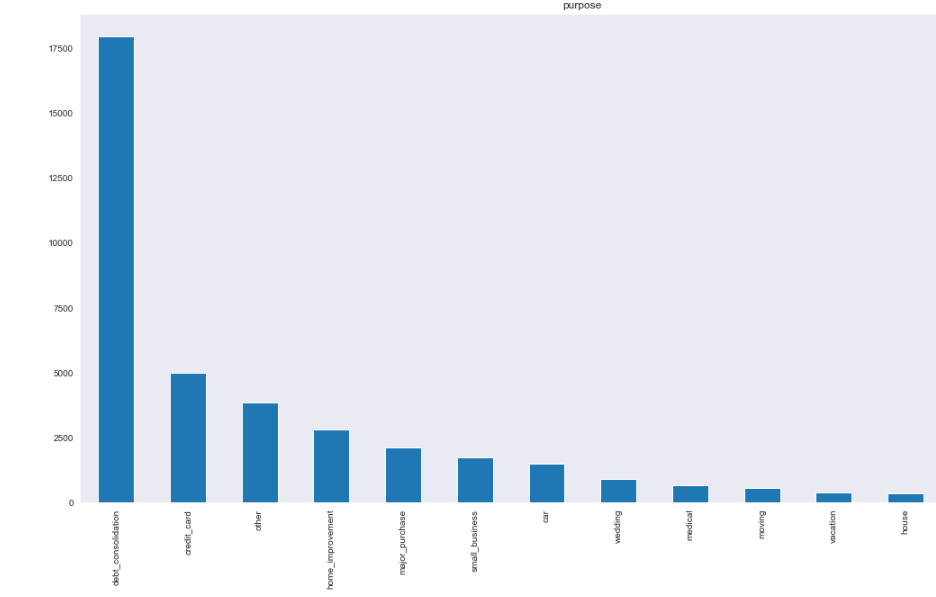 purpose
17500
15000
12500
10000
7500
5000
2500
0
debt_consolidation
credit_card
other
home_improvement
major_purchase
small_business
car
wedding
medical
moving
vacation
house